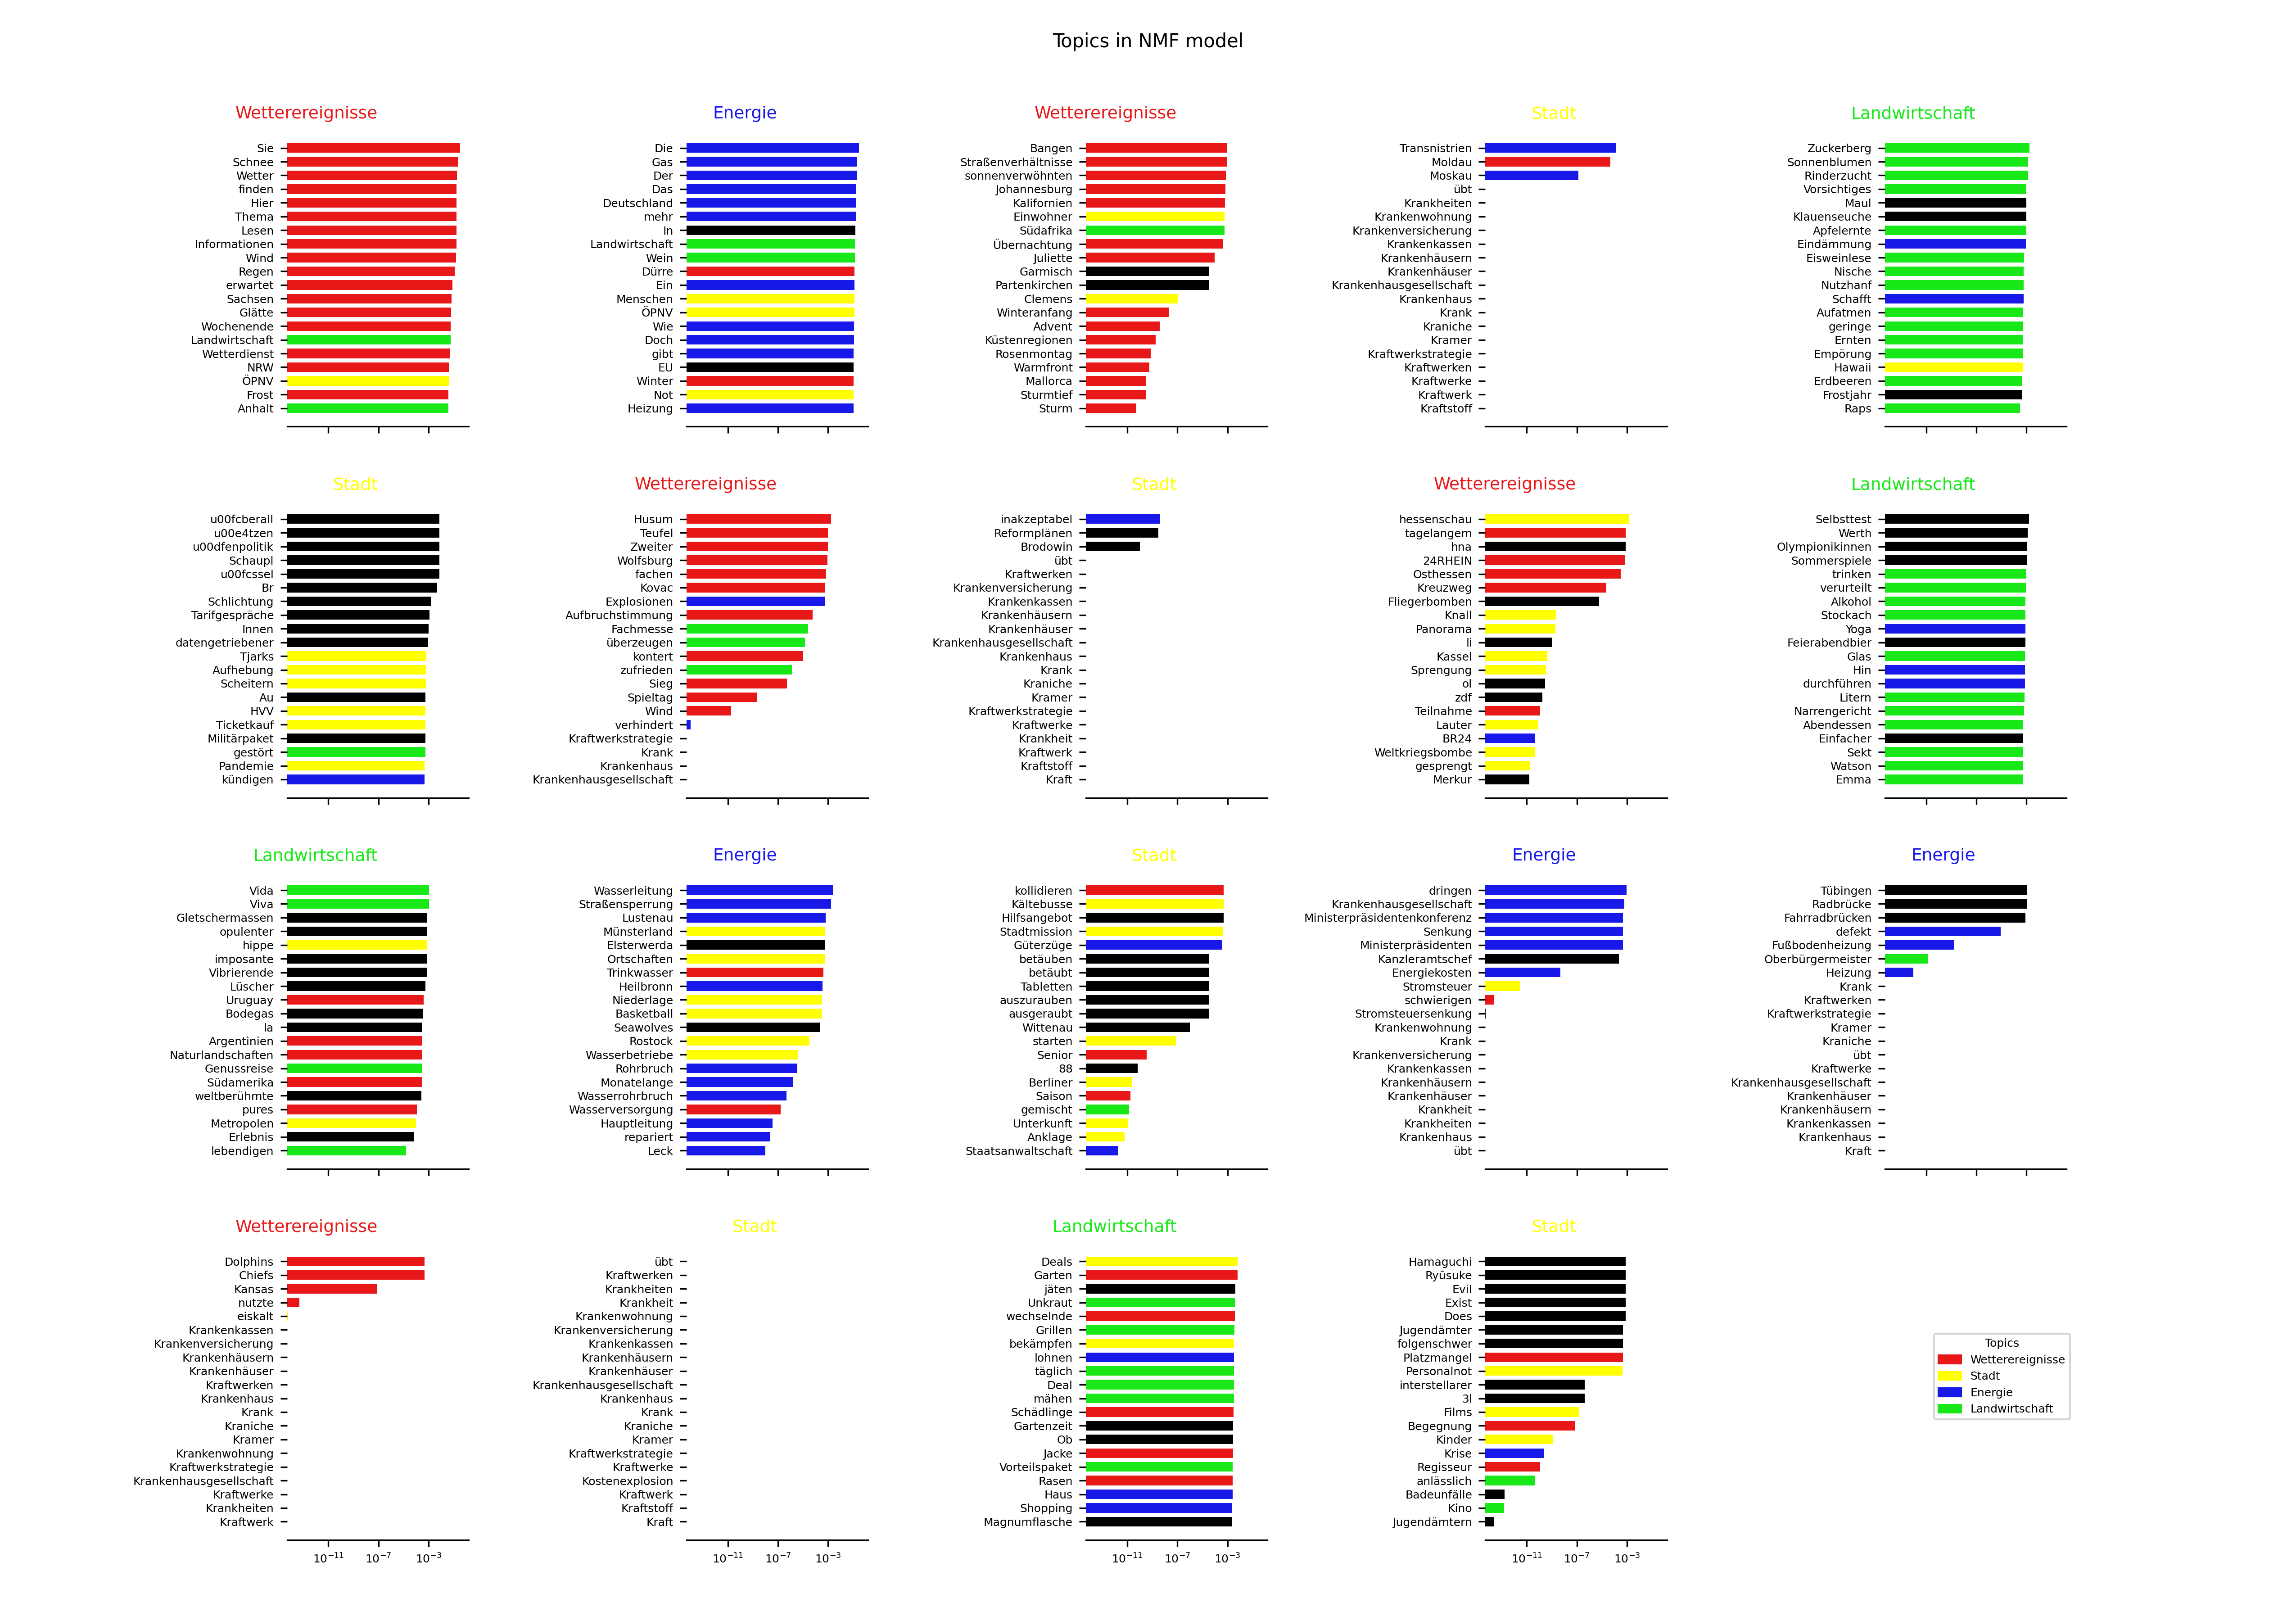 Topics in NMF model
Wetterereignisse
Sie
Schnee
Wetter
finden
Hier
Thema
Lesen
Informationen
Wind
Regen
erwartet
Sachsen
Glätte
Wochenende
Landwirtschaft
Wetterdienst
NRW
ÖPNV
Frost
Anhalt
Energie
Die
Gas
Der
Das
Deutschland
mehr
In
Landwirtschaft
Wein
Dürre
Ein
Menschen
ÖPNV
Wie
Doch
gibt
EU
Winter
Not
Heizung
Wetterereignisse
Bangen
Straßenverhältnisse
sonnenverwöhnten
Johannesburg
Kalifornien
Einwohner
Südafrika
Übernachtung
Juliette
Garmisch
Partenkirchen
Clemens
Winteranfang
Advent
Küstenregionen
Rosenmontag
Warmfront
Mallorca
Sturmtief
Sturm
Stadt
Transnistrien
Moldau
Moskau
übt
Krankheiten
Krankenwohnung
Krankenversicherung
Krankenkassen
Krankenhäusern
Krankenhäuser
Krankenhausgesellschaft
Krankenhaus
Krank
Kraniche
Kramer
Kraftwerkstrategie
Kraftwerken
Kraftwerke
Kraftwerk
Kraftstoff
Landwirtschaft
Zuckerberg
Sonnenblumen
Rinderzucht
Vorsichtiges
Maul
Klauenseuche
Apfelernte
Eindämmung
Eisweinlese
Nische
Nutzhanf
Schafft
Aufatmen
geringe
Ernten
Empörung
Hawaii
Erdbeeren
Frostjahr
Raps
Stadt
u00fcberall
u00e4tzen
u00dfenpolitik
Schaupl
u00fcssel
Br
Schlichtung
Tarifgespräche
Innen
datengetriebener
Tjarks
Aufhebung
Scheitern
Au
HVV
Ticketkauf
Militärpaket
gestört
Pandemie
kündigen
Wetterereignisse
Husum
Teufel
Zweiter
Wolfsburg
fachen
Kovac
Explosionen
Aufbruchstimmung
Fachmesse
überzeugen
kontert
zufrieden
Sieg
Spieltag
Wind
verhindert
Kraftwerkstrategie
Krank
Krankenhaus
Krankenhausgesellschaft
Stadt
inakzeptabel
Reformplänen
Brodowin
übt
Kraftwerken
Krankenversicherung
Krankenkassen
Krankenhäusern
Krankenhäuser
Krankenhausgesellschaft
Krankenhaus
Krank
Kraniche
Kramer
Kraftwerkstrategie
Kraftwerke
Krankheit
Kraftwerk
Kraftstoff
Kraft
Wetterereignisse
hessenschau
tagelangem
hna
24RHEIN
Osthessen
Kreuzweg
Fliegerbomben
Knall
Panorama
li
Kassel
Sprengung
ol
zdf
Teilnahme
Lauter
BR24
Weltkriegsbombe
gesprengt
Merkur
Landwirtschaft
Selbsttest
Werth
Olympionikinnen
Sommerspiele
trinken
verurteilt
Alkohol
Stockach
Yoga
Feierabendbier
Glas
Hin
durchführen
Litern
Narrengericht
Abendessen
Einfacher
Sekt
Watson
Emma
Landwirtschaft
Vida
Viva
Gletschermassen
opulenter
hippe
imposante
Vibrierende
Lüscher
Uruguay
Bodegas
la
Argentinien
Naturlandschaften
Genussreise
Südamerika
weltberühmte
pures
Metropolen
Erlebnis
lebendigen
Energie
Wasserleitung
Straßensperrung
Lustenau
Münsterland
Elsterwerda
Ortschaften
Trinkwasser
Heilbronn
Niederlage
Basketball
Seawolves
Rostock
Wasserbetriebe
Rohrbruch
Monatelange
Wasserrohrbruch
Wasserversorgung
Hauptleitung
repariert
Leck
Stadt
kollidieren
Kältebusse
Hilfsangebot
Stadtmission
Güterzüge
betäuben
betäubt
Tabletten
auszurauben
ausgeraubt
Wittenau
starten
Senior
88
Berliner
Saison
gemischt
Unterkunft
Anklage
Staatsanwaltschaft
Energie
dringen
Krankenhausgesellschaft
Ministerpräsidentenkonferenz
Senkung
Ministerpräsidenten
Kanzleramtschef
Energiekosten
Stromsteuer
schwierigen
Stromsteuersenkung
Krankenwohnung
Krank
Krankenversicherung
Krankenkassen
Krankenhäusern
Krankenhäuser
Krankheit
Krankheiten
Krankenhaus
übt
Energie
Tübingen
Radbrücke
Fahrradbrücken
defekt
Fußbodenheizung
Oberbürgermeister
Heizung
Krank
Kraftwerken
Kraftwerkstrategie
Kramer
Kraniche
übt
Kraftwerke
Krankenhausgesellschaft
Krankenhäuser
Krankenhäusern
Krankenkassen
Krankenhaus
Kraft
Wetterereignisse
Dolphins
Chiefs
Kansas
nutzte
eiskalt
Krankenkassen
Krankenversicherung
Krankenhäusern
Krankenhäuser
Kraftwerken
Krankenhaus
Krank
Kraniche
Kramer
Krankenwohnung
Kraftwerkstrategie
Krankenhausgesellschaft
Kraftwerke
Krankheiten
Kraftwerk
10⁻¹¹ 10⁻⁷ 10⁻³
Stadt
übt
Kraftwerken
Krankheiten
Krankheit
Krankenwohnung
Krankenversicherung
Krankenkassen
Krankenhäusern
Krankenhäuser
Krankenhausgesellschaft
Krankenhaus
Krank
Kraniche
Kramer
Kraftwerkstrategie
Kraftwerke
Kostenexplosion
Kraftwerk
Kraftstoff
Kraft
10⁻¹¹ 10⁻⁷ 10⁻³
Landwirtschaft
Deals
Garten
jäten
Unkraut
wechselnde
Grillen
bekämpfen
lohnen
täglich
Deal
mähen
Schädlinge
Gartenzeit
Ob
Jacke
Vorteilspaket
Rasen
Haus
Shopping
Magnumflasche
10⁻¹¹ 10⁻⁷ 10⁻³
Stadt
Hamaguchi
Ryūsuke
Evil
Exist
Does
Jugendämter
folgenschwer
Platzmangel
Personalnot
interstellarer
3I
Films
Begegnung
Kinder
Krise
Regisseur
anlässlich
Badeunfälle
Kino
Jugendämtern
10⁻¹¹ 10⁻⁷ 10⁻³
Topics
Wetterereignisse
Stadt
Energie
Landwirtschaft